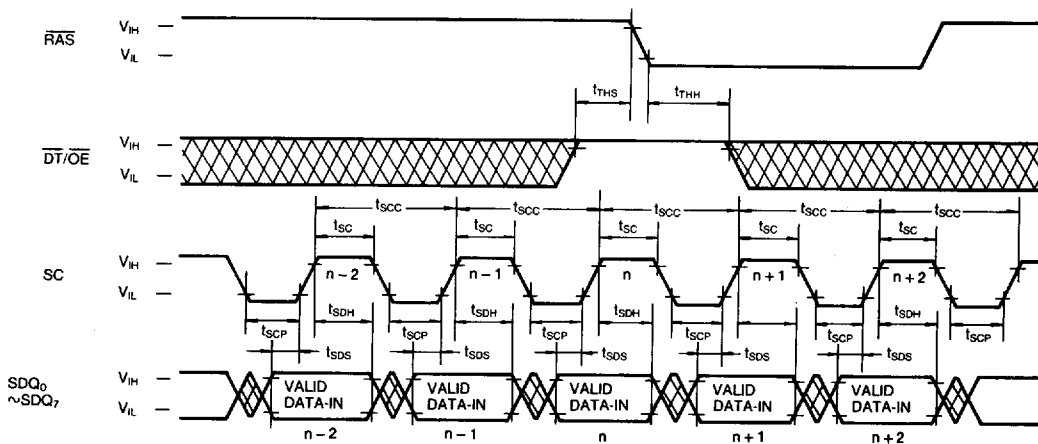 RAS
V_IH
V_IL
t_THS
t_THH
DT/OE
V_IH
V_IL
t_SCC t_SCC t_SCC t_SCC t_SCC
t_SC t_SC t_SC t_SC t_SC
SC
V_IH
V_IL
n−2 n−1 n n+1 n+2
t_SDH t_SDH t_SDH t_SDH
t_SCP t_SCP t_SCP t_SCP t_SCP
t_SDS t_SDS t_SDS t_SDS t_SDS
SDQ₀
~SDQ₇
V_IH
V_IL
VALID DATA-IN
VALID DATA-IN
VALID DATA-IN
VALID DATA-IN
VALID DATA-IN
n−2 n−1 n n+1 n+2